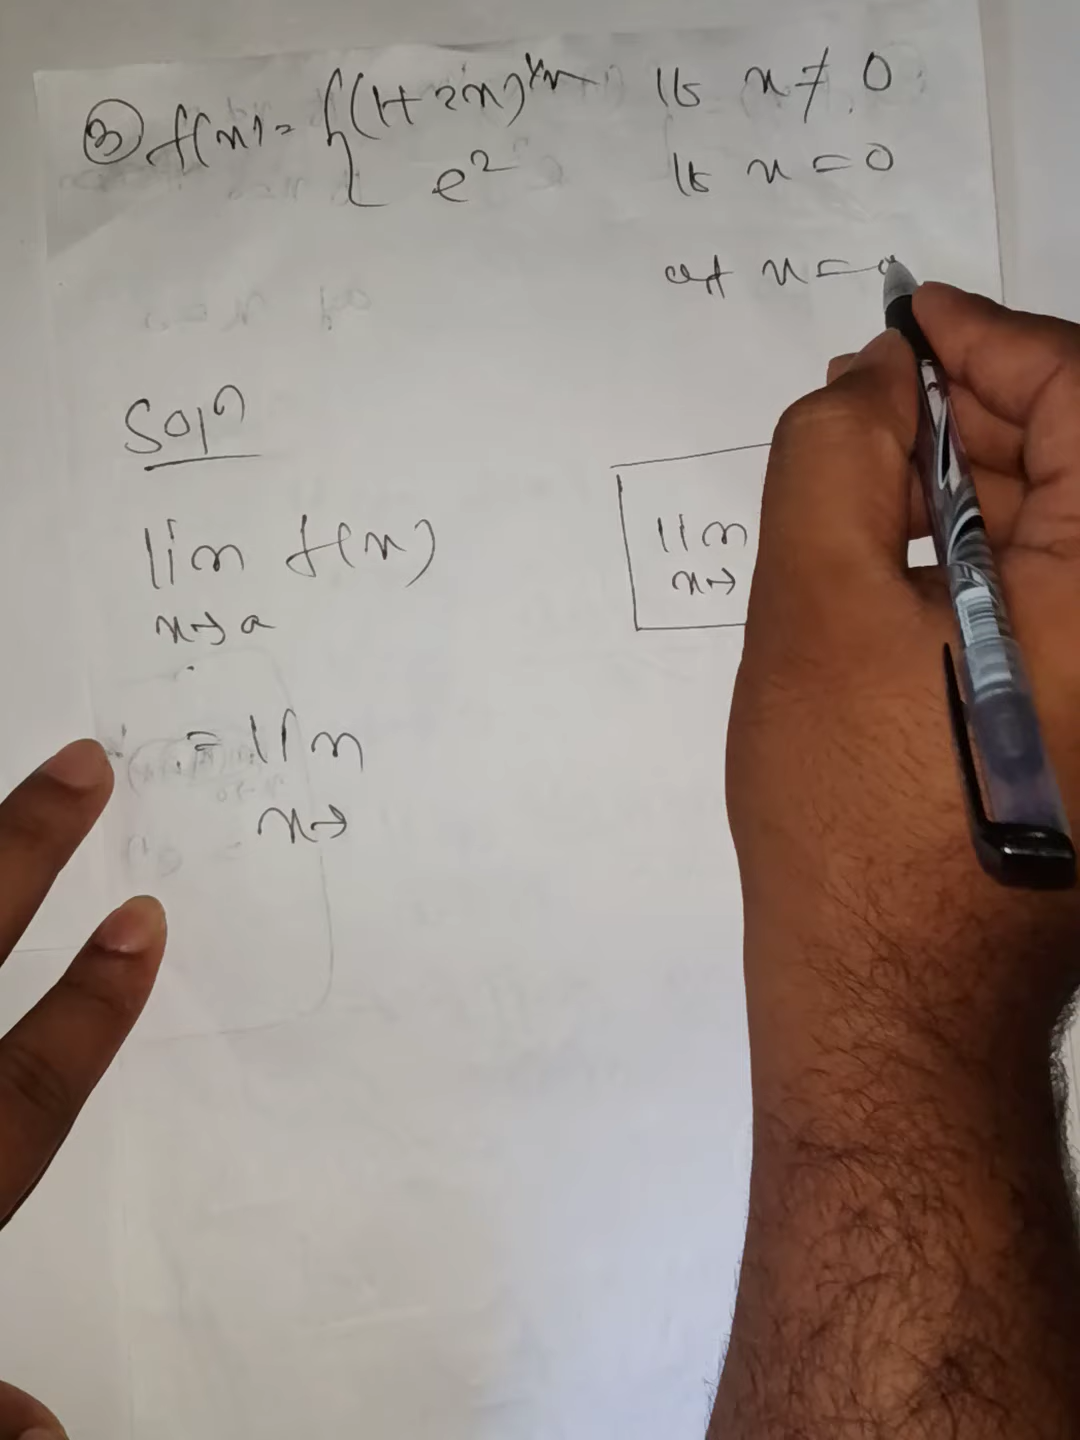 ③ f(x) = { (1+2x)^1/x if x ≠ 0
e² if x = 0
at x = 0
Soln
lim f(x)
x→a
= lim
x→
lim
x→